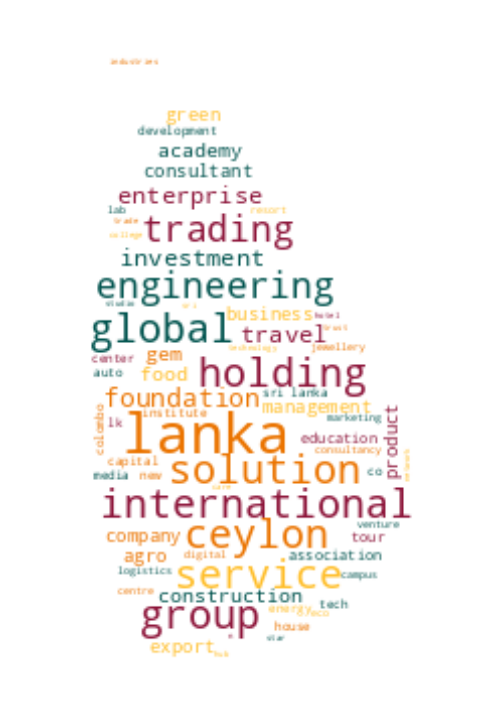 industries
green
development
academy
consultant
enterprise
lab resort
trade
trading
college
investment
engineering
studio sri
business hotel
global travel trust
technology jewellery
center gem
auto food holding
foundation sri lanka
management
colombo institute marketing product
lk lanka education
consultancy
capital solution
media new co
international
venture
company ceylon tour
agro digital association
logistics service campus
centre construction
energy tech
group eco
house
star
export hub